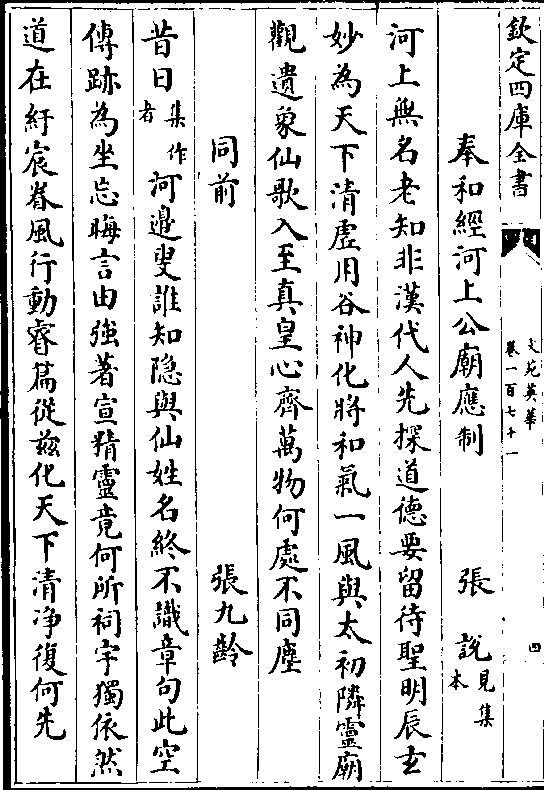 欽定四庫全書
文苑英華
卷一百七十一
四
奉和經河上公廟應制 張說見集本
河上無名老知非漢代人先探道德要留待聖明辰玄
妙為天下清虛用谷神化將和氣一風與太初隣靈廟
觀遺象仙歌入至真皇心齊萬物何處不同塵
同前 張九齡
昔日集作者河邊叟誰知隐與仙姓名終不識章句此空
傳跡為坐忘晦言由強著宣精靈竟何所祠宇獨依然
道在紆宸眷風行動睿篇從兹化天下清净復何先